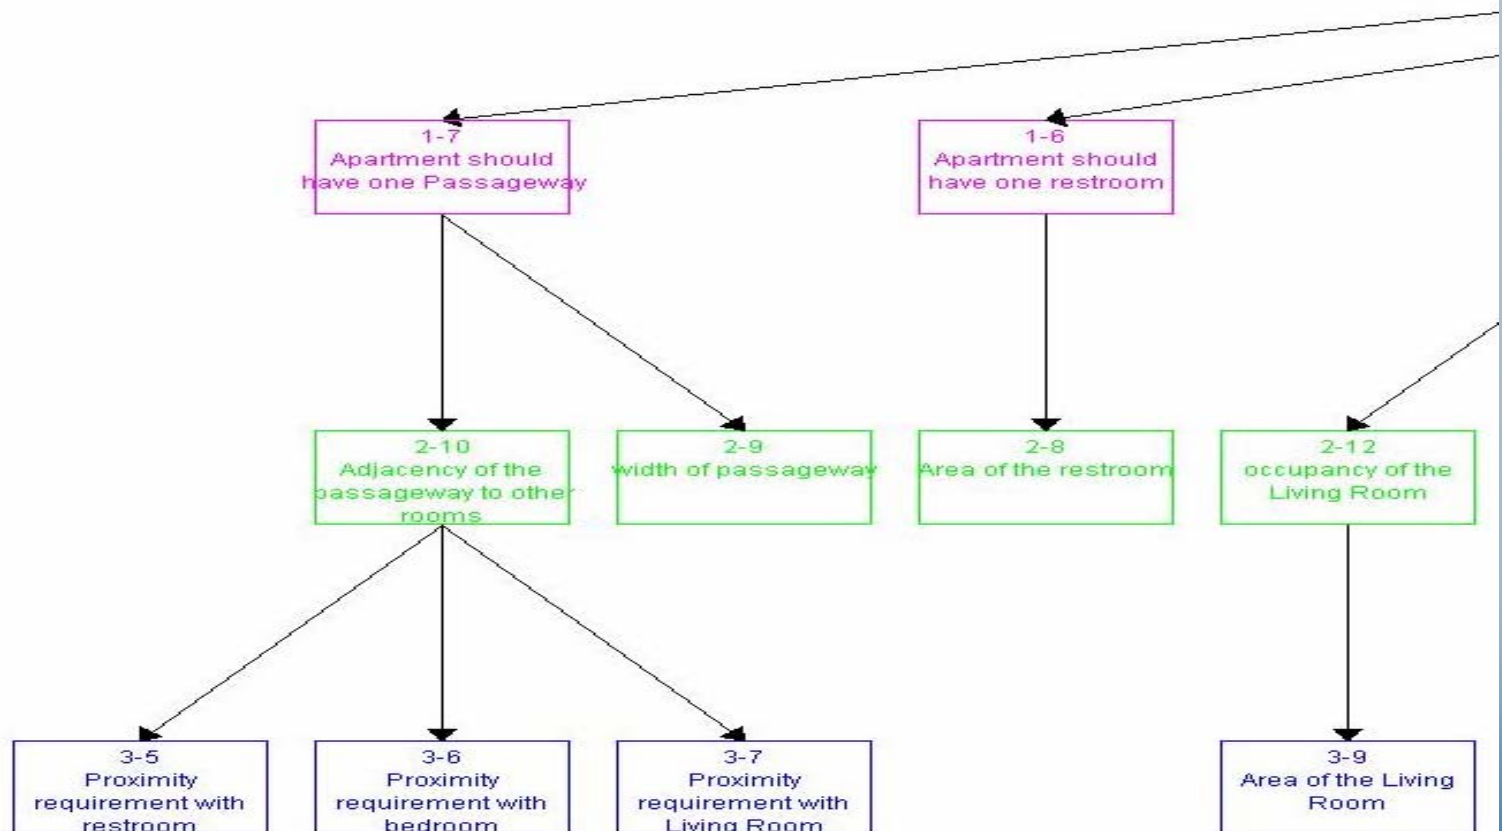 1-7
Apartment should
have one Passageway
1-6
Apartment should
have one restroom
2-10
Adjacency of the
passageway to other
rooms
2-9
width of passageway
2-8
Area of the restroom
2-12
occupancy of the
Living Room
3-5
Proximity
requirement with
restroom
3-6
Proximity
requirement with
bedroom
3-7
Proximity
requirement with
Living Room
3-9
Area of the Living
Room